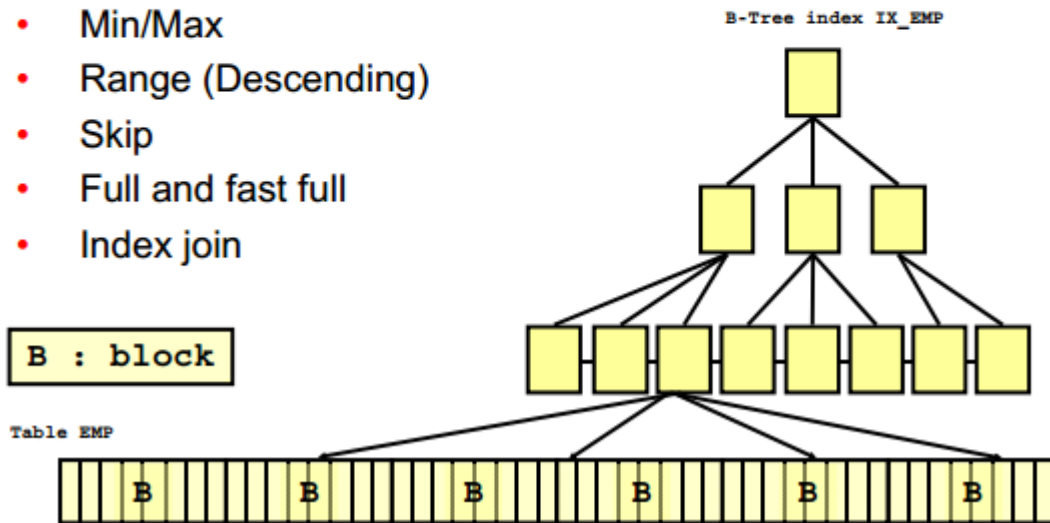 • Min/Max
• Range (Descending)
• Skip
• Full and fast full
• Index join
B-Tree index IX_EMP
B : block
Table EMP
B B B B B B